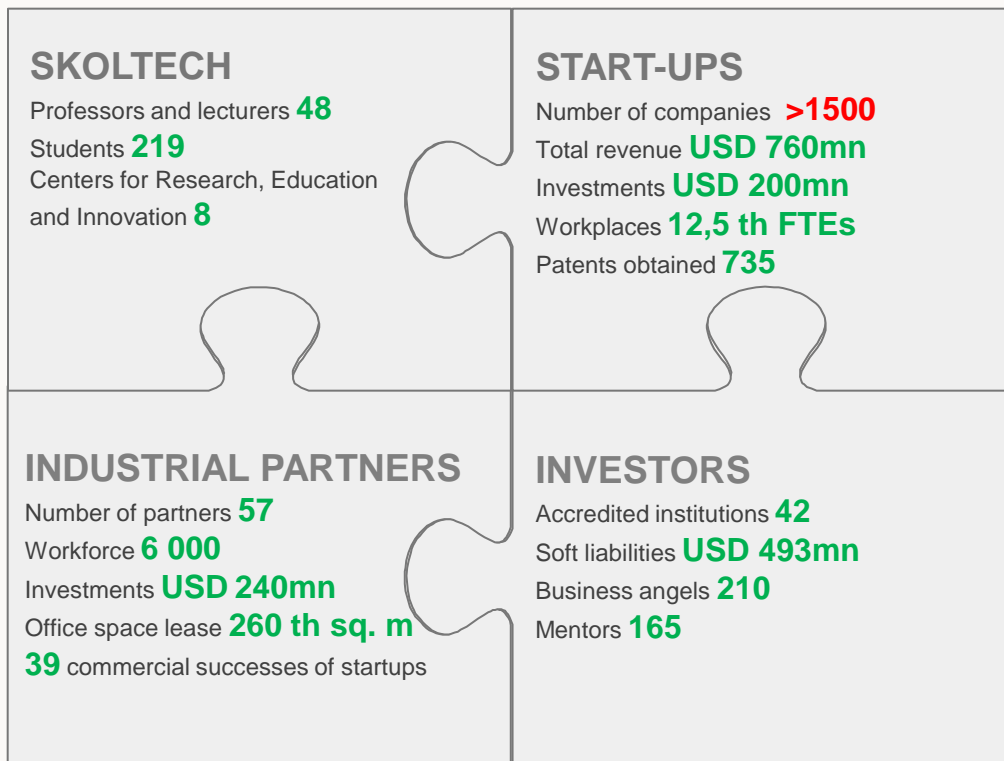 SKOLTECH
Professors and lecturers 48
Students 219
Centers for Research, Education
and Innovation 8
START-UPS
Number of companies >1500
Total revenue USD 760mn
Investments USD 200mn
Workplaces 12,5 th FTEs
Patents obtained 735
INDUSTRIAL PARTNERS
Number of partners 57
Workforce 6 000
Investments USD 240mn
Office space lease 260 th sq. m
39 commercial successes of startups
INVESTORS
Accredited institutions 42
Soft liabilities USD 493mn
Business angels 210
Mentors 165